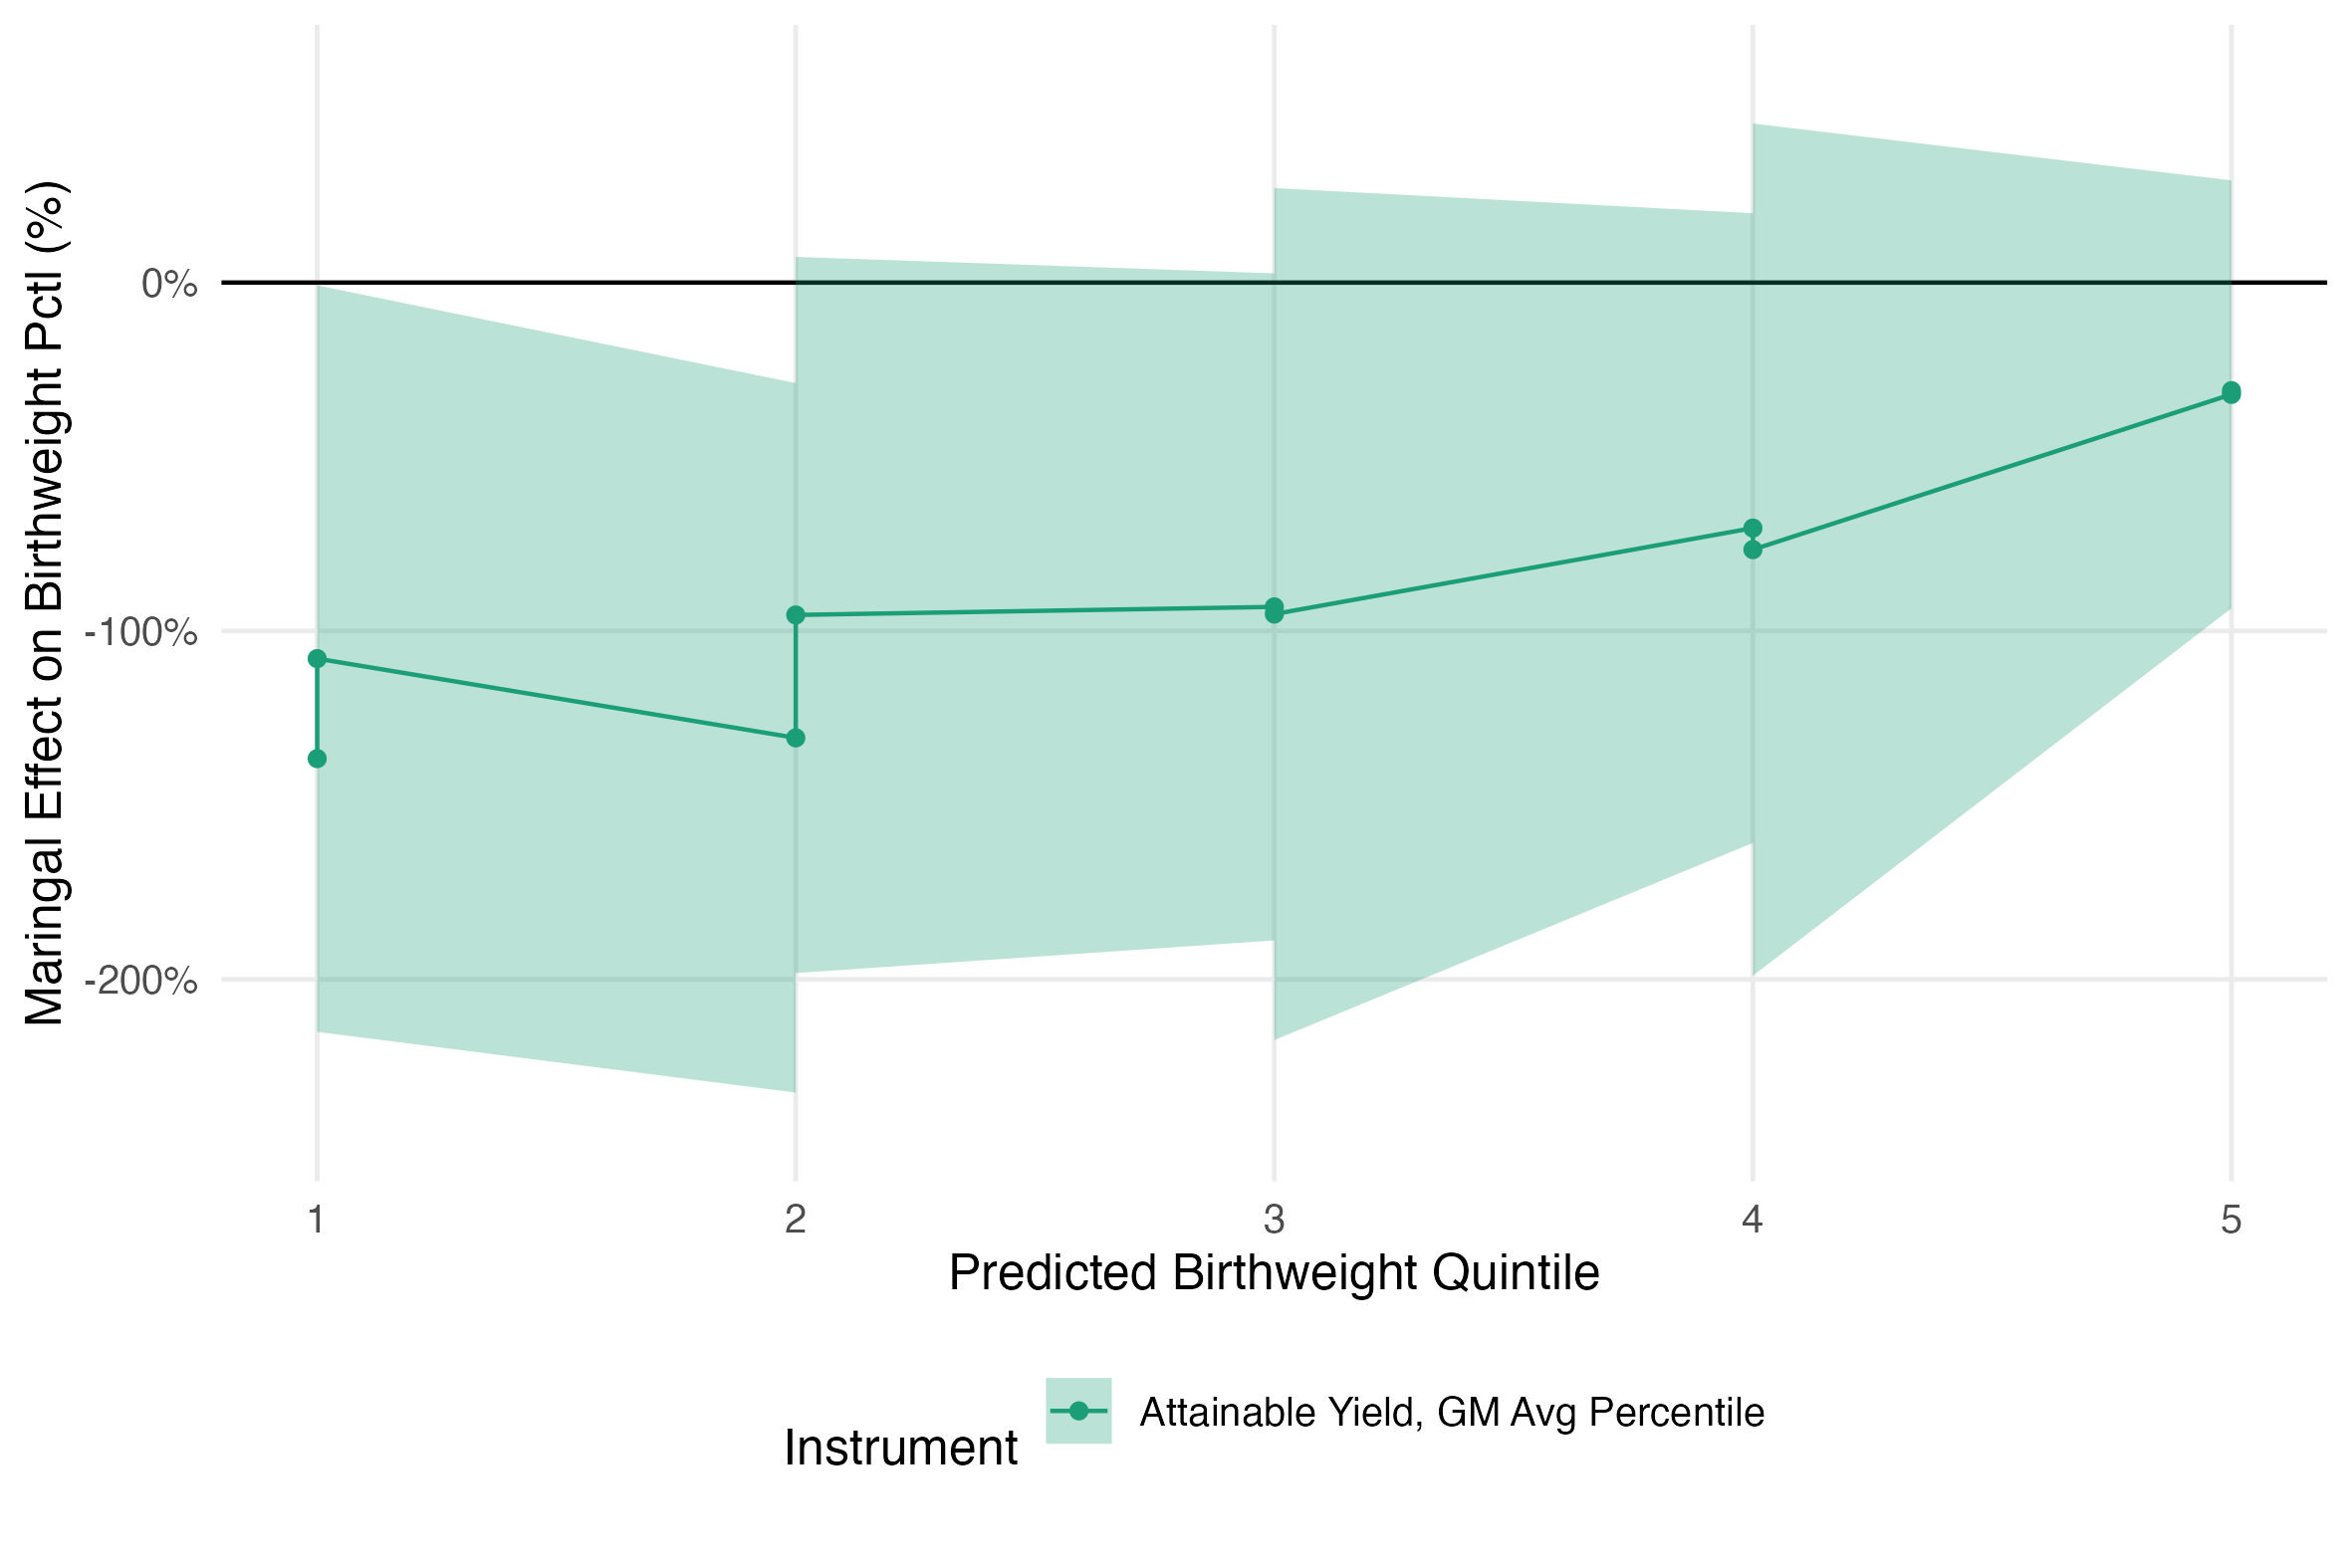 Maringal Effect on Birthweight Pctl (%)
0%
-100%
-200%
1 2 3 4 5
Predicted Birthweight Quintile
Instrument
Attainable Yield, GM Avg Percentile